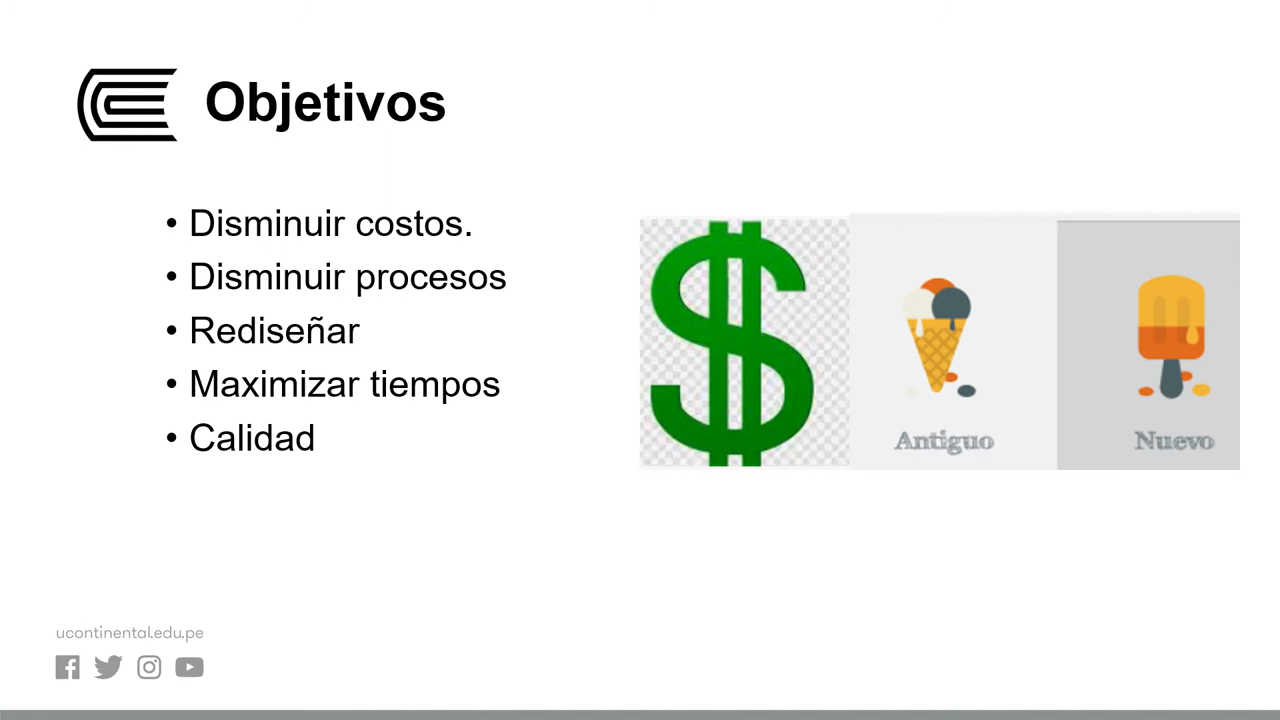 Objetivos
• Disminuir costos.
• Disminuir procesos
• Rediseñar
• Maximizar tiempos
• Calidad
Antiguo
Nuevo
ucontinental.edu.pe